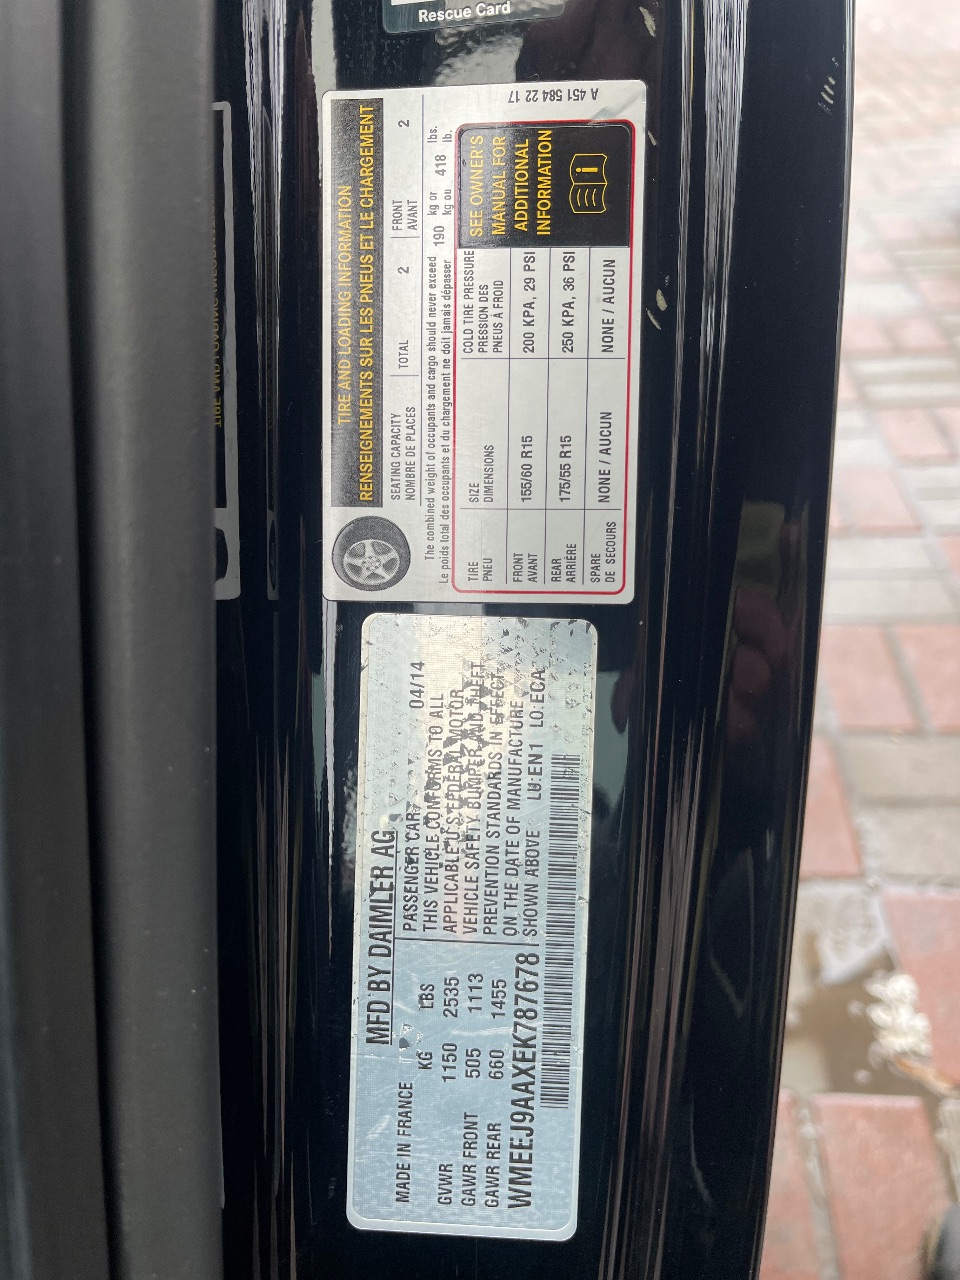 Rescue Card
TIRE AND LOADING INFORMATION
RENSEIGNEMENTS SUR LES PNEUS ET LE CHARGEMENT
SEATING CAPACITY
NOMBRE DE PLACES
TOTAL 2
FRONT
AVANT
2
The combined weight of occupants and cargo should never exceed 190 kg or 418 lbs.
Le poids total des occupants et du chargement ne doit jamais dépasser kg ou lb.
TIRE
PNEU
SIZE
DIMENSIONS
COLD TIRE PRESSURE
PRESSION DES
PNEUS À FROID
FRONT
AVANT
155/60 R15
200 KPA, 29 PSI
REAR
ARRIÈRE
175/55 R15
250 KPA, 36 PSI
SPARE
DE SECOURS
NONE / AUCUN
NONE / AUCUN
SEE OWNER'S
MANUAL FOR
ADDITIONAL
INFORMATION
A 451 584 22 17
MFD BY DAIMLER AG
MADE IN FRANCE
KG LBS
GVWR 1150 2535
GAWR FRONT 505 1113
GAWR REAR 660 1455
PASSENGER CAR 04/14
THIS VEHICLE CONFORMS TO ALL
APPLICABLE U.S FEDERAL MOTOR
VEHICLE SAFETY BUMPER AND THEFT
PREVENTION STANDARDS IN EFFECT
ON THE DATE OF MANUFACTURE
SHOWN ABOVE LU:EN1 LO:ECA
WMEEJ9AAXEK787678